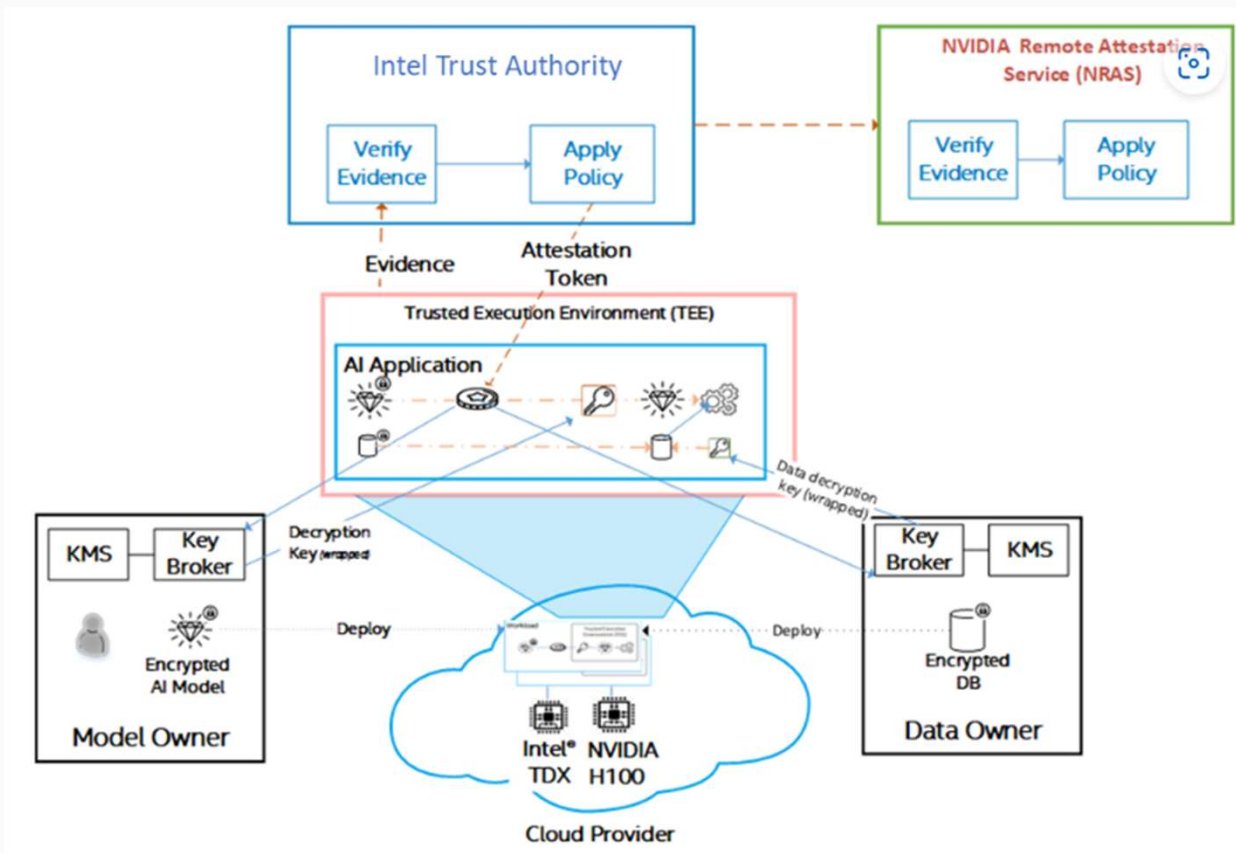 Intel Trust Authority
Verify
Evidence
Apply
Policy
NVIDIA Remote Attestation
Service (NRAS)
Verify
Evidence
Apply
Policy
Evidence
Attestation
Token
Trusted Execution Environment (TEE)
AI Application
Data decryption
key (wrapped)
KMS
Key
Broker
Decryption
Key (wrapped)
Key
Broker
KMS
Deploy
Workload
Deploy
Encrypted
AI Model
Encrypted
DB
Model Owner
Data Owner
Intel®
TDX
NVIDIA
H100
Cloud Provider